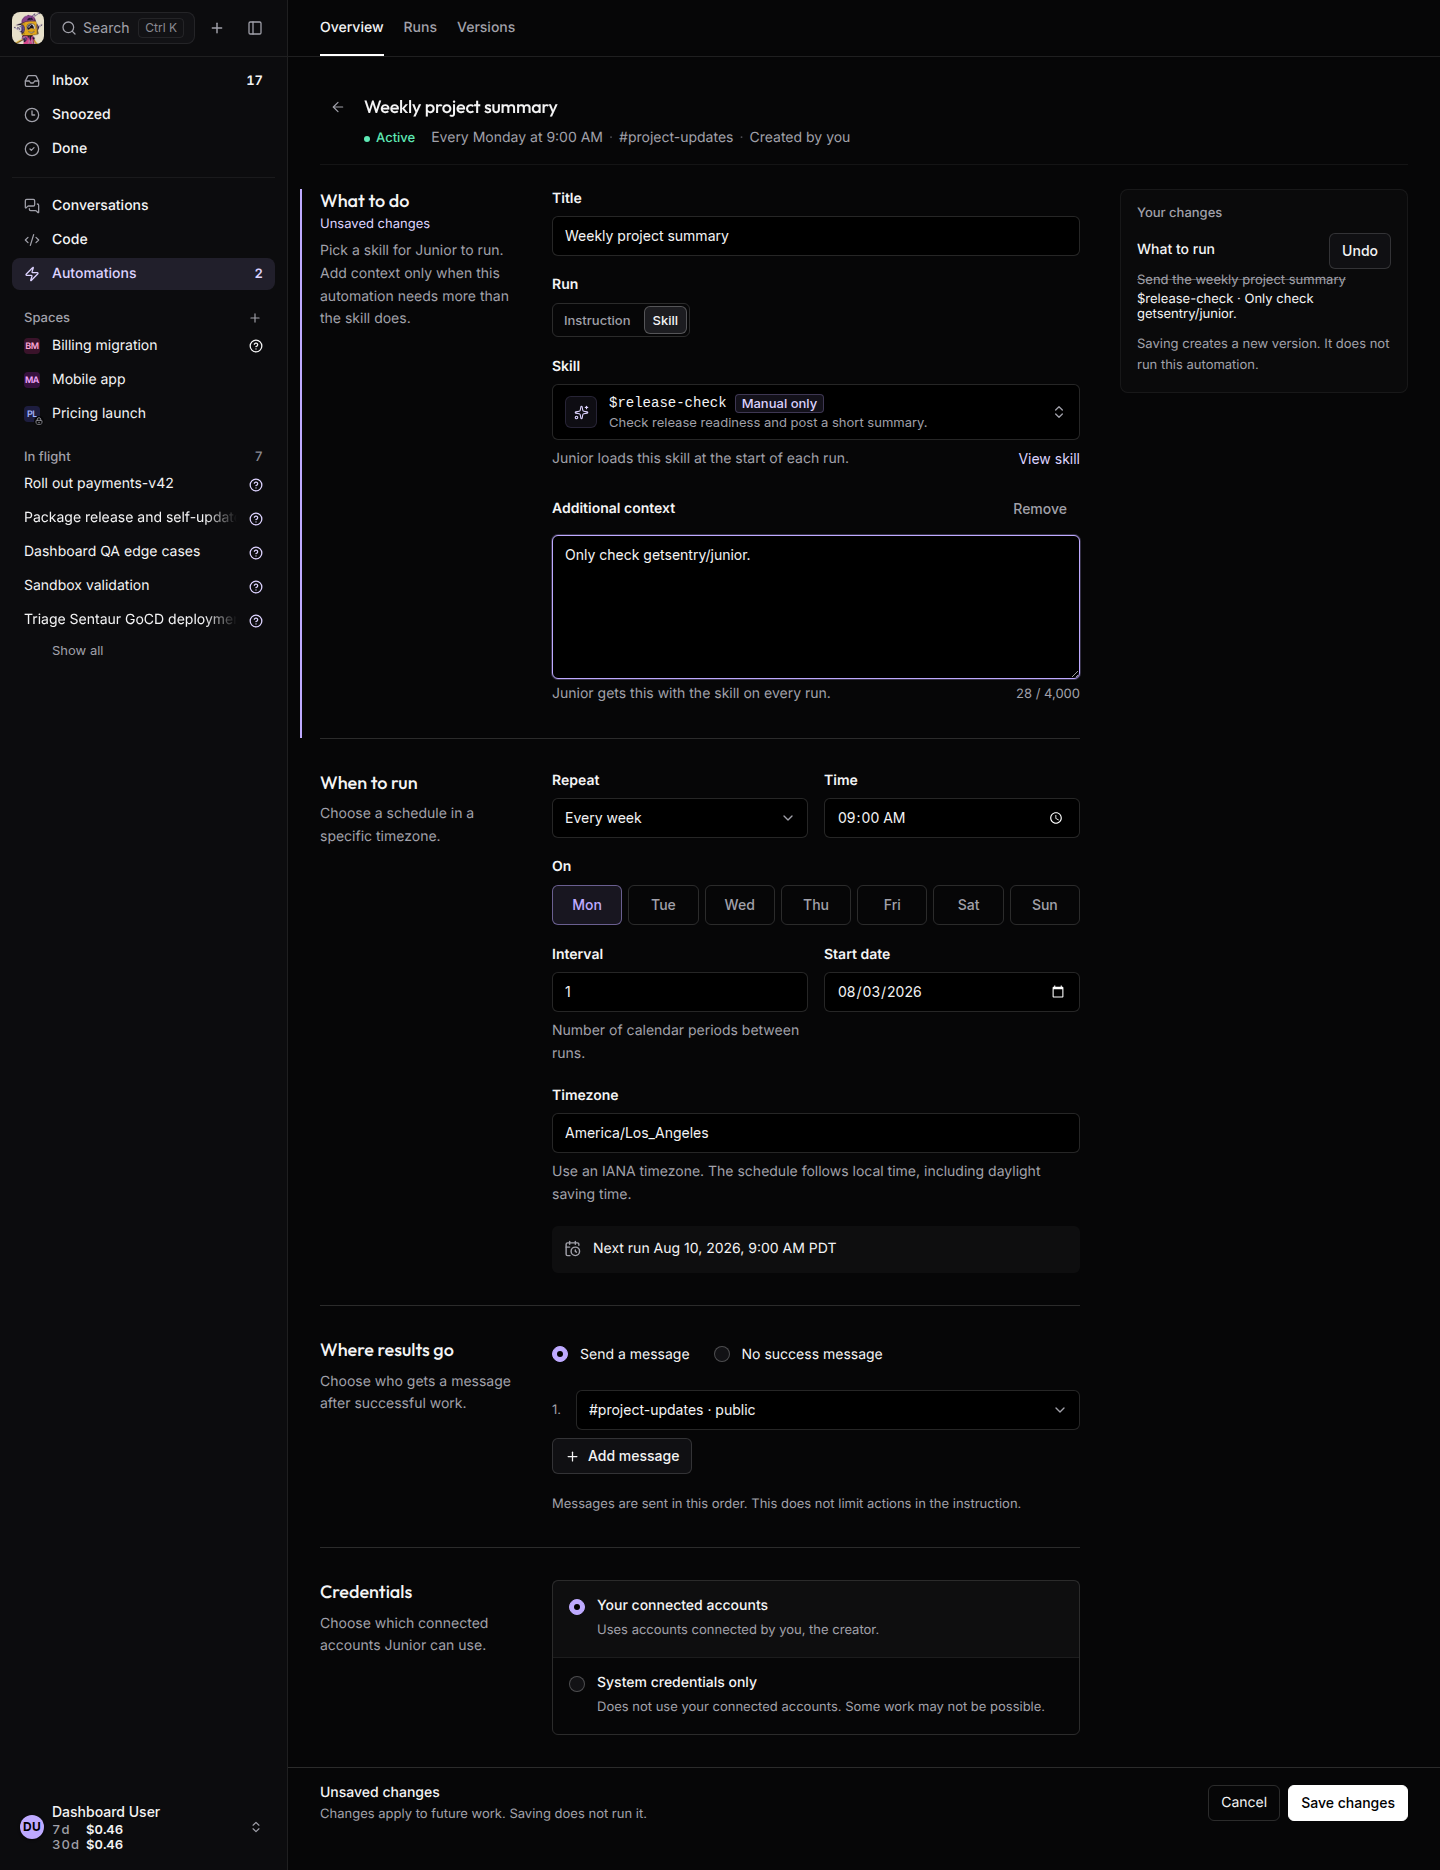 Search Ctrl K
Inbox 17
Snoozed
Done
Conversations
Code
Automations 2
Spaces
BM Billing migration
MA Mobile app
PL Pricing launch
In flight 7
Roll out payments-v42
Package release and self-updat
Dashboard QA edge cases
Sandbox validation
Triage Sentaur GoCD deployme
Show all
DU Dashboard User
7d $0.46
30d $0.46
Overview Runs Versions
Weekly project summary
Active Every Monday at 9:00 AM · #project-updates · Created by you
What to do
Unsaved changes
Pick a skill for Junior to run.
Add context only when this
automation needs more than
the skill does.
Title
Weekly project summary
Run
Instruction Skill
Skill
$release-check Manual only
Check release readiness and post a short summary.
Junior loads this skill at the start of each run. View skill
Additional context Remove
Only check getsentry/junior.
Junior gets this with the skill on every run. 28 / 4,000
Your changes
What to run Undo
Send the weekly project summary
$release-check · Only check
getsentry/junior.
Saving creates a new version. It does not
run this automation.
When to run
Choose a schedule in a
specific timezone.
Repeat Time
Every week 09:00 AM
On
Mon Tue Wed Thu Fri Sat Sun
Interval Start date
1 08/03/2026
Number of calendar periods between
runs.
Timezone
America/Los_Angeles
Use an IANA timezone. The schedule follows local time, including daylight
saving time.
Next run Aug 10, 2026, 9:00 AM PDT
Where results go
Choose who gets a message
after successful work.
Send a message No success message
1. #project-updates · public
Add message
Messages are sent in this order. This does not limit actions in the instruction.
Credentials
Choose which connected
accounts Junior can use.
Your connected accounts
Uses accounts connected by you, the creator.
System credentials only
Does not use your connected accounts. Some work may not be possible.
Unsaved changes
Changes apply to future work. Saving does not run it.
Cancel Save changes